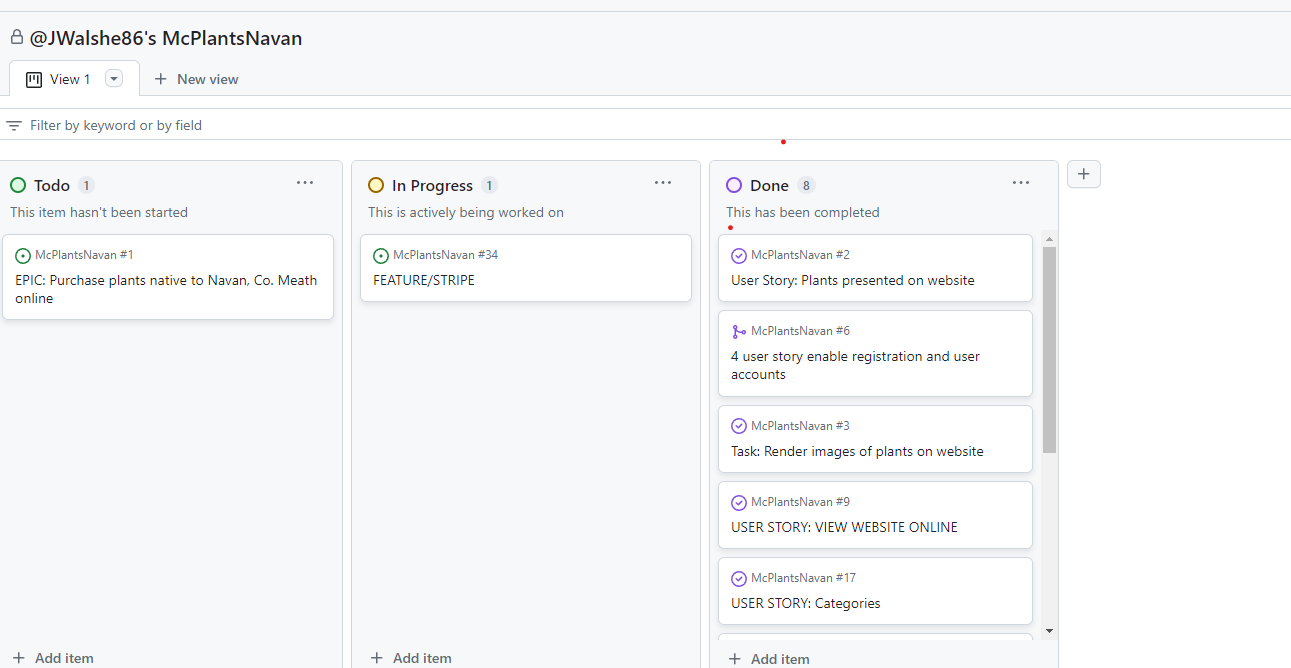 @JWalshe86's McPlantsNavan
View 1
New view
Filter by keyword or by field
Todo 1
This item hasn't been started
McPlantsNavan #1
EPIC: Purchase plants native to Navan, Co. Meath
online
Add item
In Progress 1
This is actively being worked on
McPlantsNavan #34
FEATURE/STRIPE
Add item
Done 8
This has been completed
McPlantsNavan #2
User Story: Plants presented on website
McPlantsNavan #6
4 user story enable registration and user
accounts
McPlantsNavan #3
Task: Render images of plants on website
McPlantsNavan #9
USER STORY: VIEW WEBSITE ONLINE
McPlantsNavan #17
USER STORY: Categories
Add item